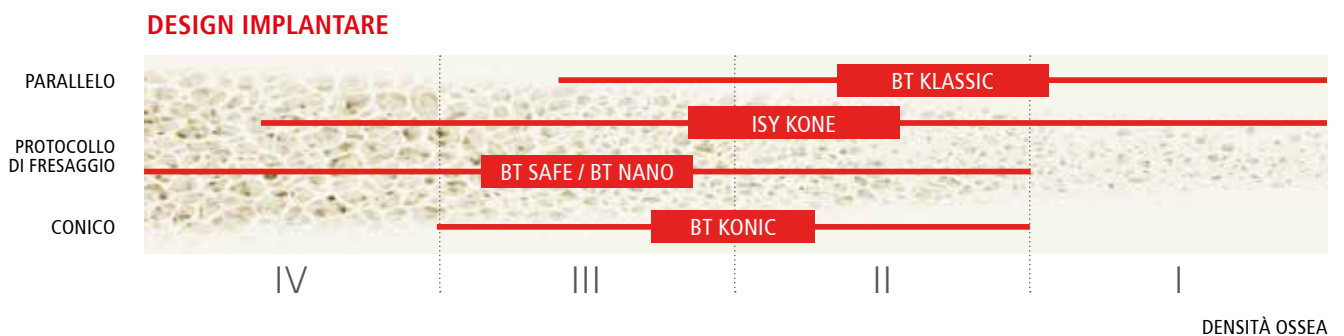 DESIGN IMPLANTARE
PARALLELO
BT KLASSIC
ISY KONE
PROTOCOLLO
DI FRESAGGIO
BT SAFE / BT NANO
CONICO
BT KONIC
IV
III
II
I
DENSITÀ OSSEA